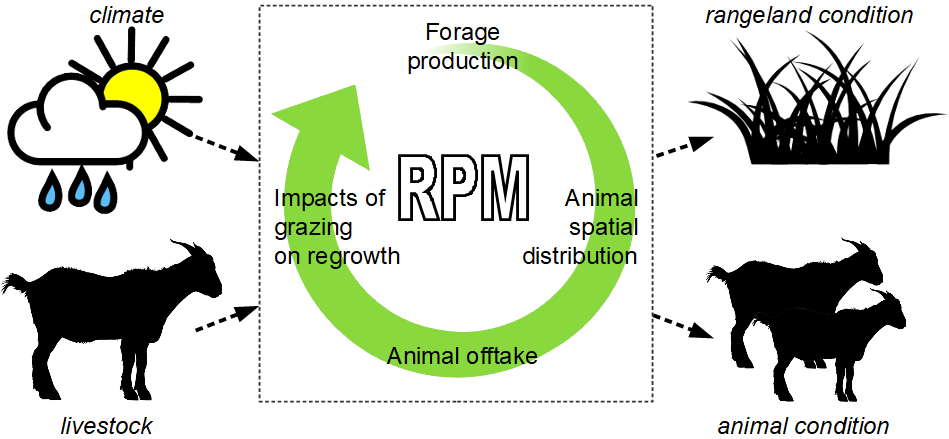 climate
rangeland condition
Forage
production
RPM
Impacts of
grazing
on regrowth
Animal
spatial
distribution
Animal offtake
livestock
animal condition